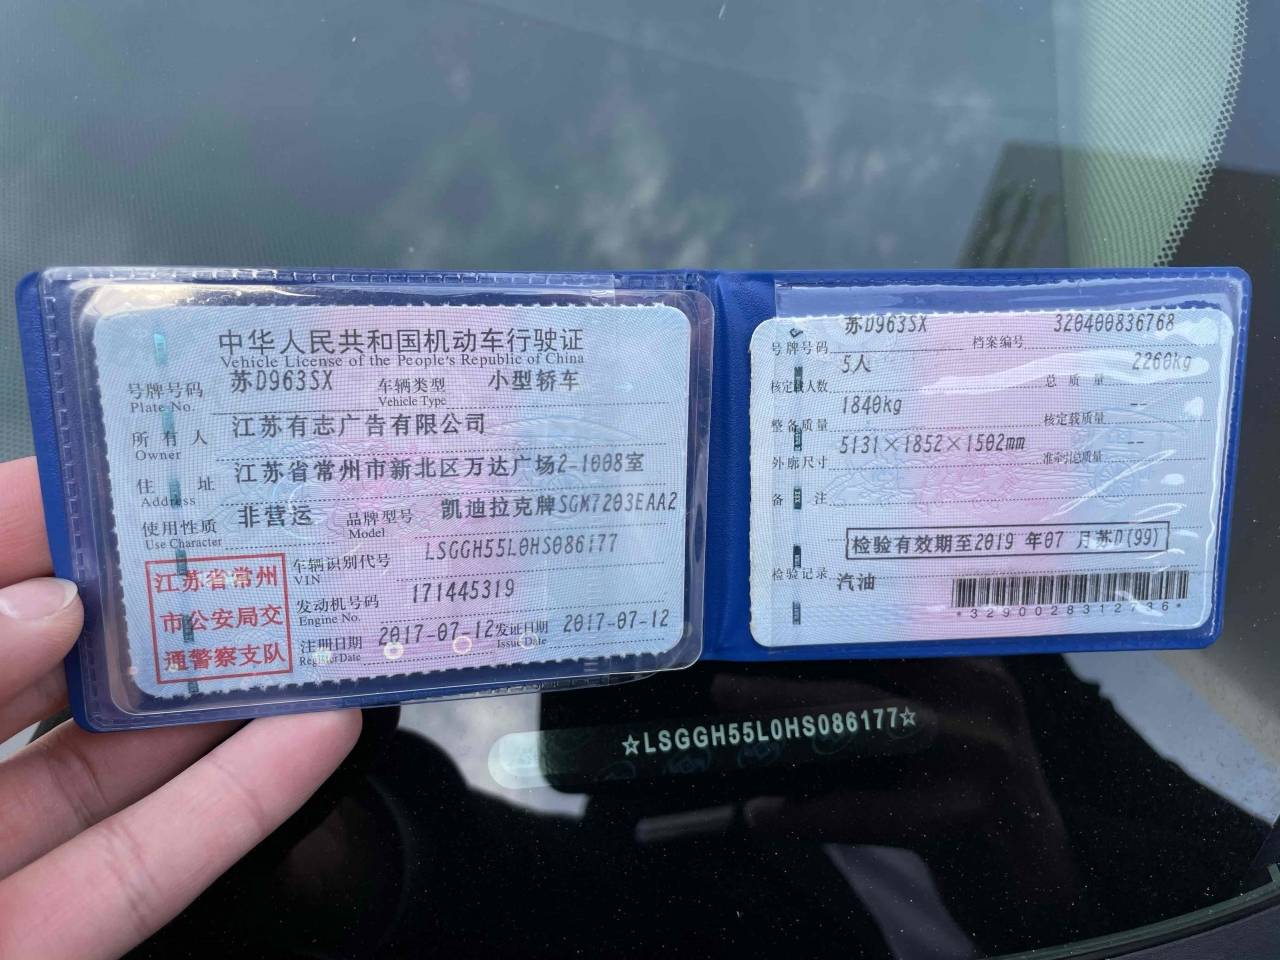 中华人民共和国机动车行驶证
Vehicle License of the People's Republic of China
号牌号码 苏D963SX 车辆类型 小型轿车
Plate No. Vehicle Type
所有人 江苏有志广告有限公司
Owner
住址 江苏省常州市新北区万达广场2-1008室
Address
使用性质 非营运 品牌型号 凯迪拉克牌SGM7203EAA2
Use Character Model
车辆识别代号 LSGGH55L0HS086177
VIN
发动机号码 171445319
Engine No.
注册日期 2017-07-12 发证日期 2017-07-12
Register Date Issue Date
江苏省常州
市公安局交
通警察支队
号牌号码 苏D963SX 档案编号 320400836768
核定载人数 5人 总质量 2260kg
整备质量 1840kg 核定载质量 --
外廓尺寸 5131×1852×1502mm 准牵引总质量 --
备注
检验有效期至2019 年07 月苏D(99)
检验记录
汽油
*3290028312736*
☆LSGGH55L0HS086177☆